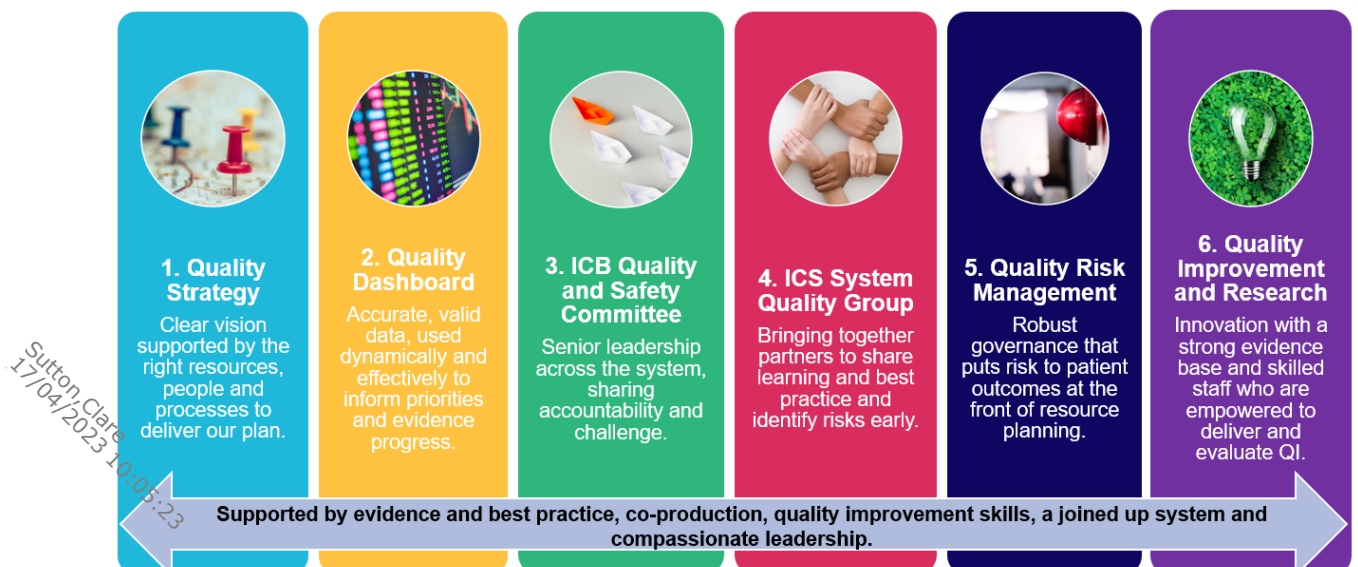 1. Quality
Strategy
Clear vision
supported by the
right resources,
people and
processes to
deliver our plan.
2. Quality
Dashboard
Accurate, valid
data, used
dynamically and
effectively to
inform priorities
and evidence
progress.
3. ICB Quality
and Safety
Committee
Senior leadership
across the system,
sharing
accountability and
challenge.
4. ICS System
Quality Group
Bringing together
partners to share
learning and best
practice and
identify risks early.
5. Quality Risk
Management
Robust
governance that
puts risk to patient
outcomes at the
front of resource
planning.
6. Quality
Improvement
and Research
Innovation with a
strong evidence
base and skilled
staff who are
empowered to
deliver and
evaluate QI.
Supported by evidence and best practice, co-production, quality improvement skills, a joined up system and
compassionate leadership.
Sutton,Clare
17/04/2023 10:05:23